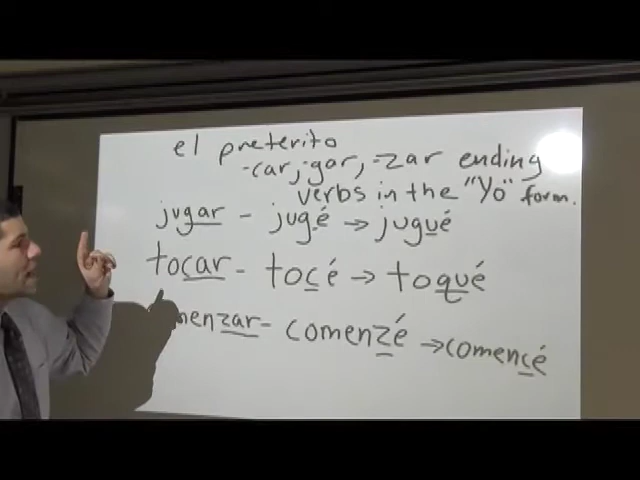 el preterito
-car, -gar, -zar ending
verbs in the "Yo" form.
jugar - jugé → jugué
tocar - tocé → toqué
menzar - comenzé → comencé